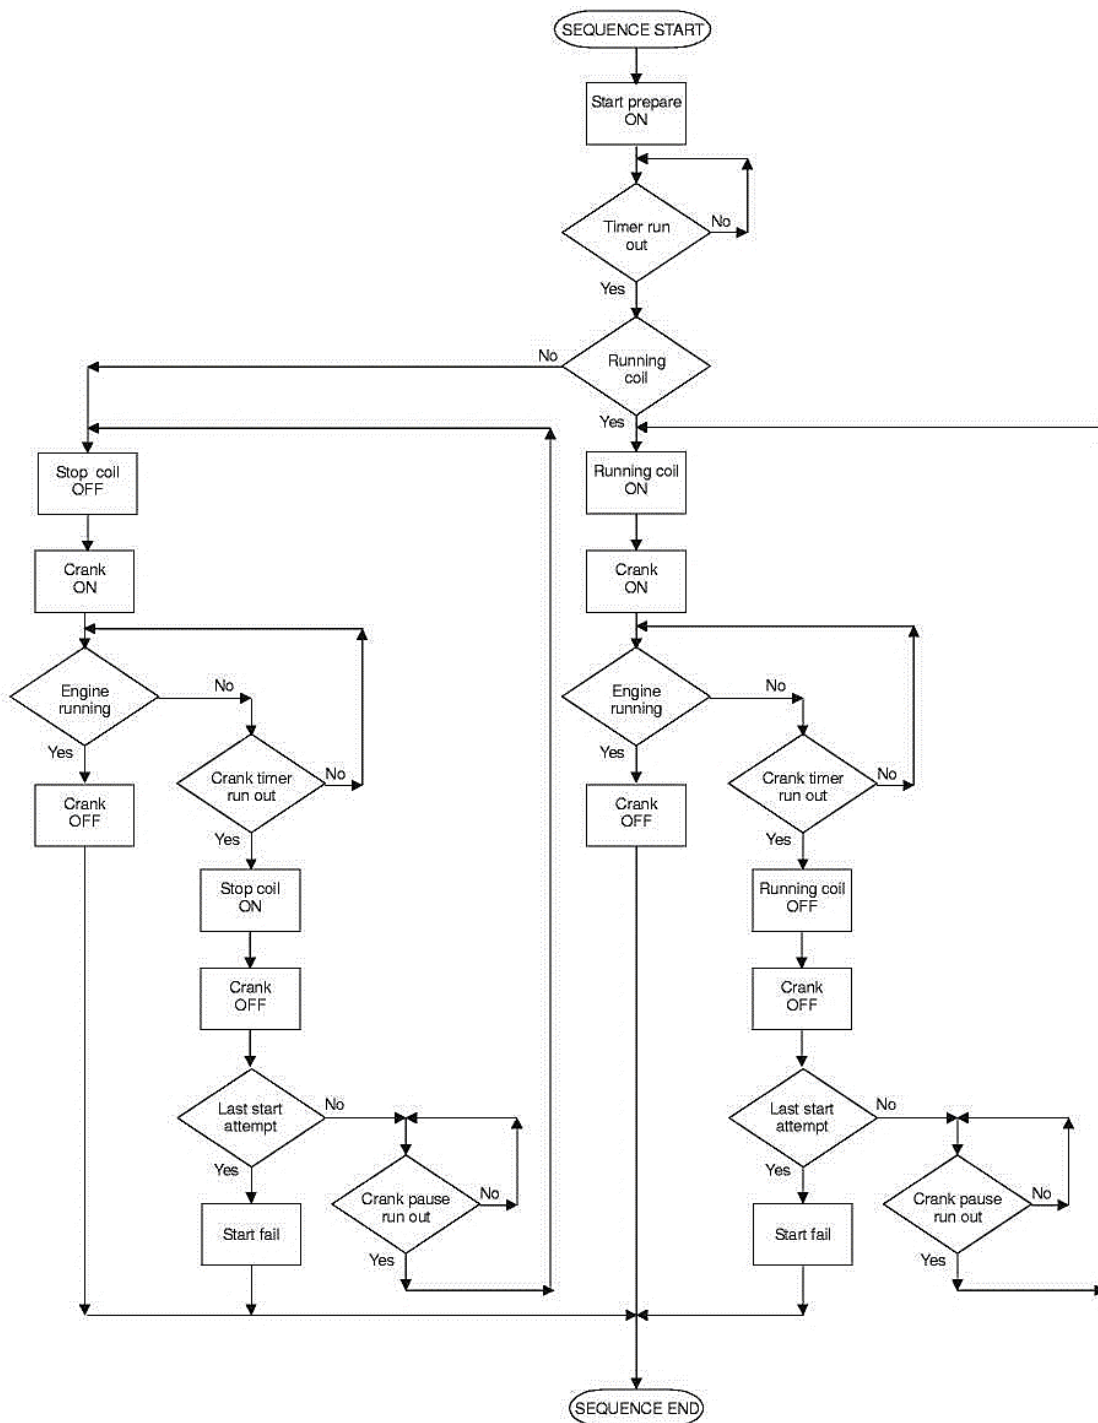 SEQUENCE START
Start prepare
ON
Timer run
out
No
Yes
Running
coil
No
Yes
Stop coil
OFF
Running coil
ON
Crank
ON
Crank
ON
Engine
running
No
Yes
Engine
running
No
Yes
Crank timer
run out
No
Yes
Crank timer
run out
No
Yes
Crank
OFF
Crank
OFF
Stop coil
ON
Running coil
OFF
Crank
OFF
Crank
OFF
Last start
attempt
No
Yes
Last start
attempt
No
Yes
Crank pause
run out
No
Yes
Crank pause
run out
No
Yes
Start fail
Start fail
SEQUENCE END